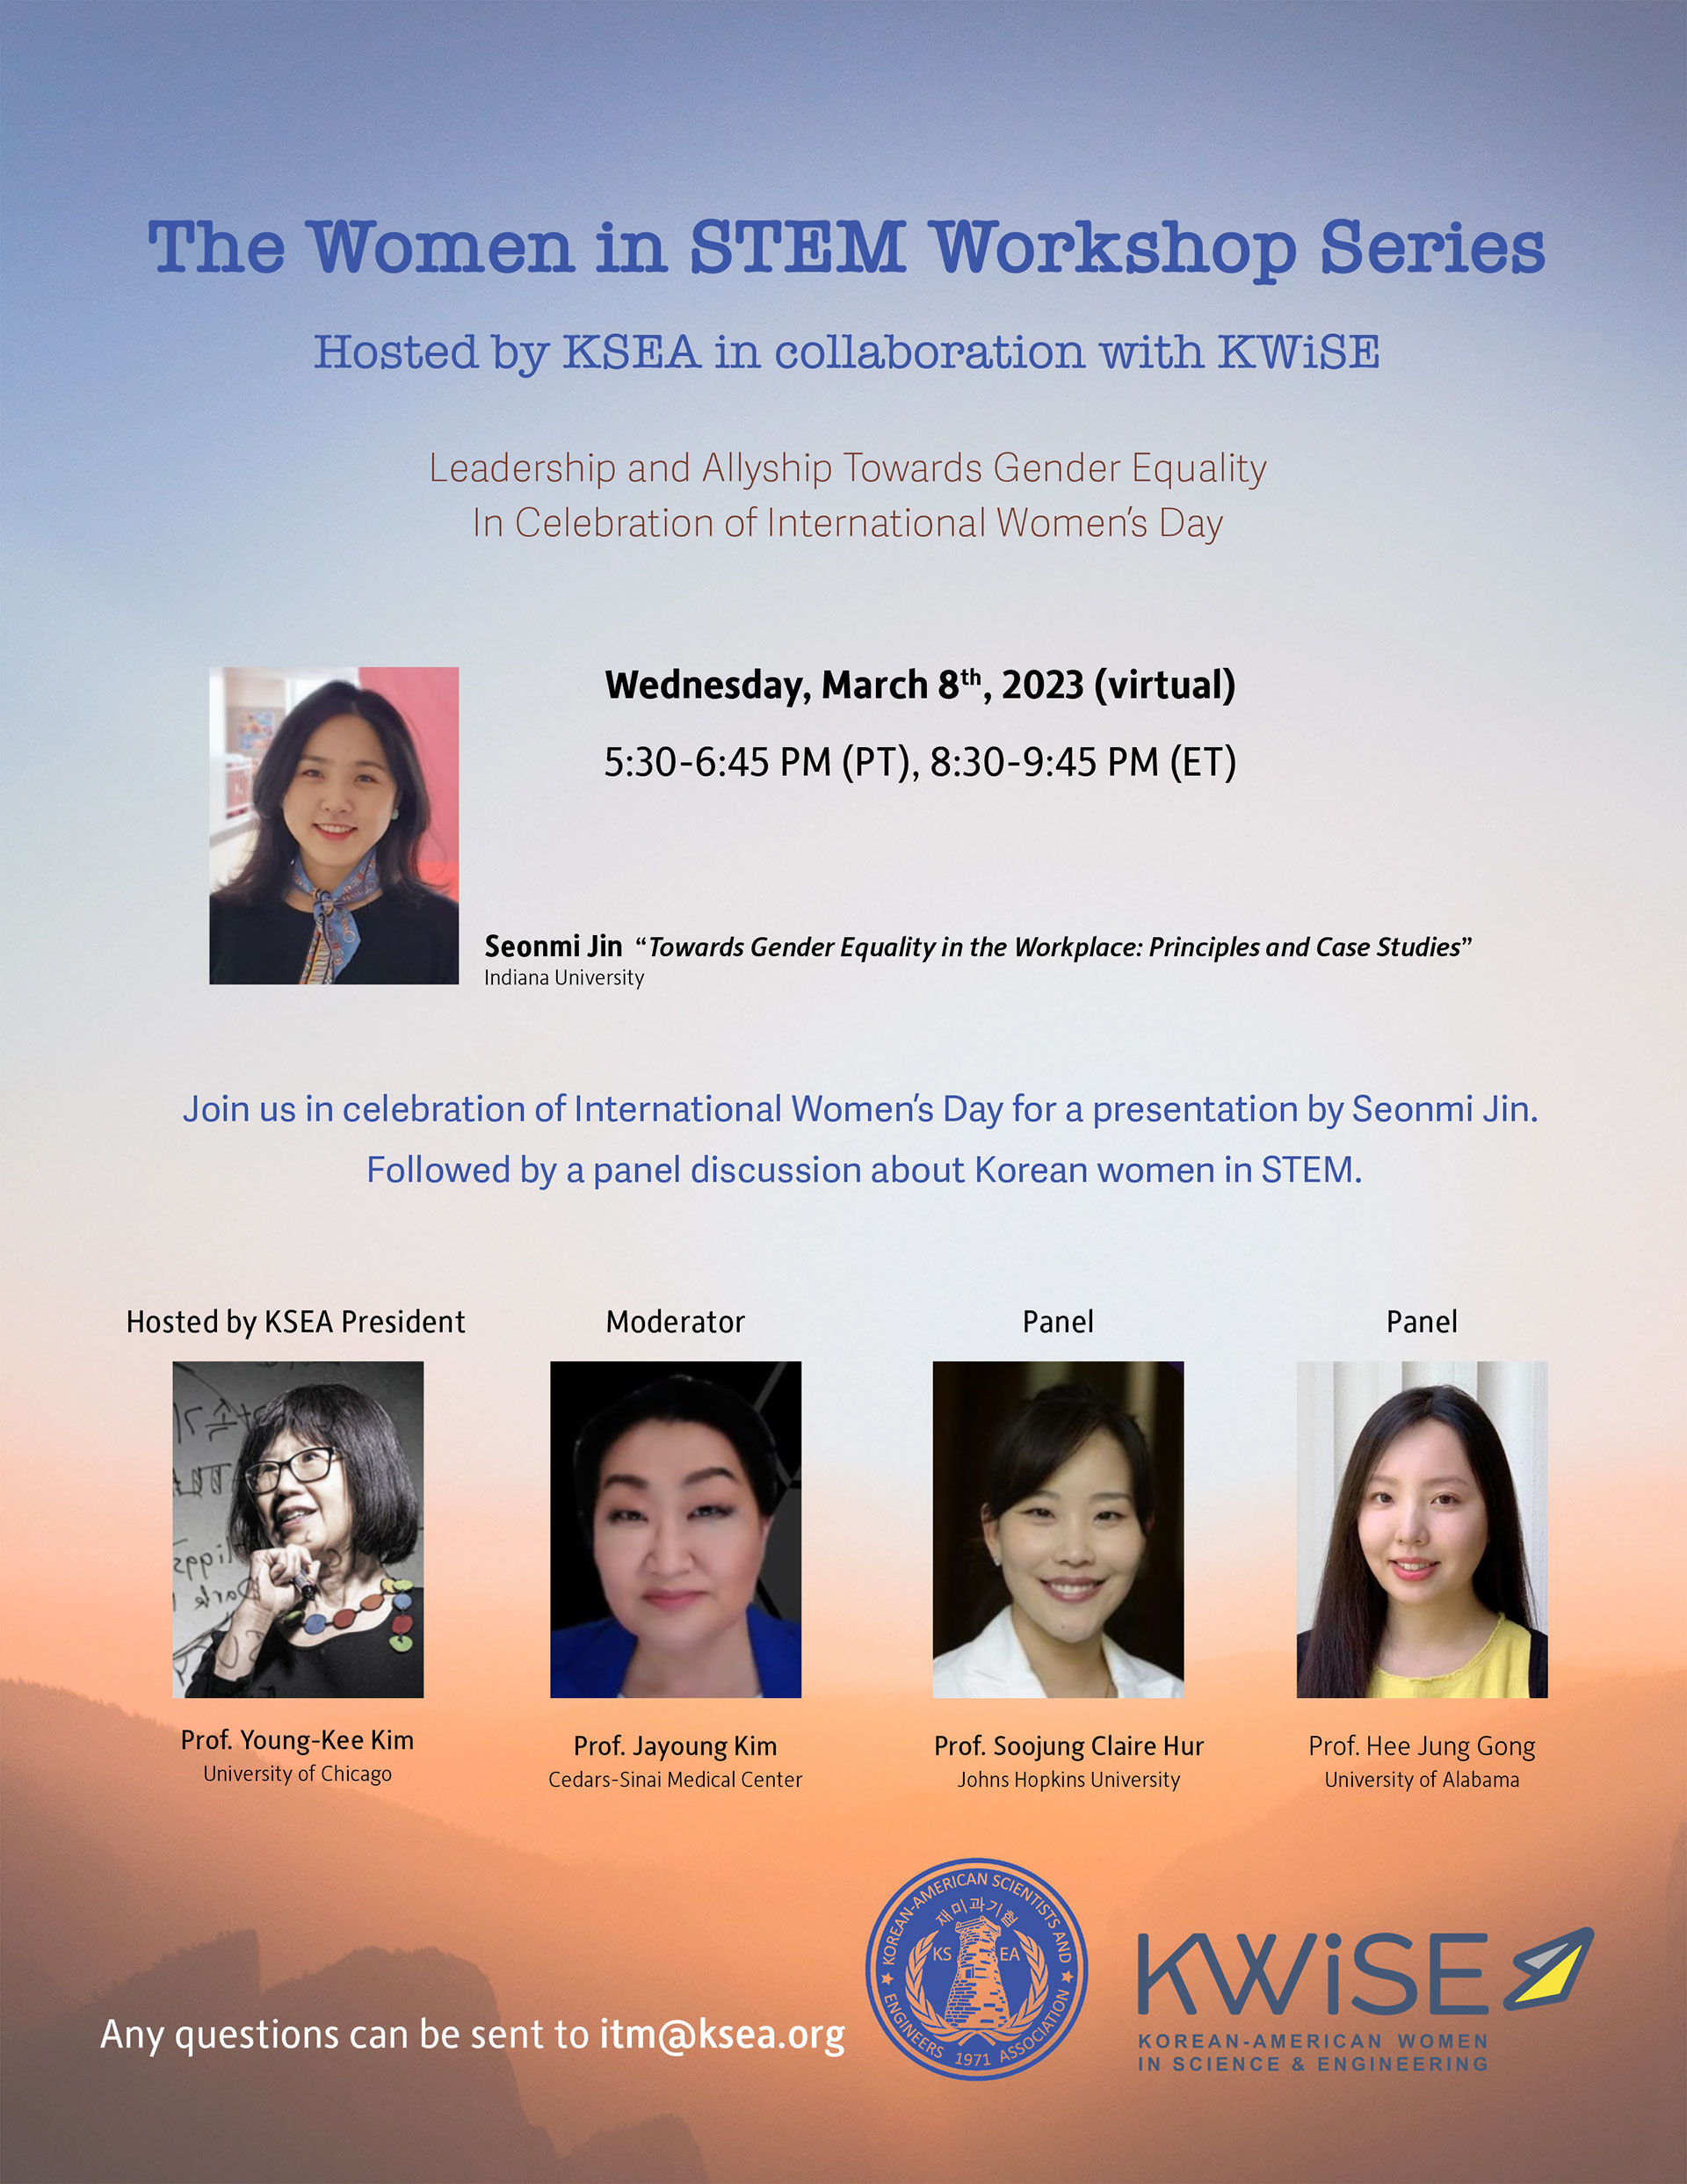 The Women in STEM Workshop Series
Hosted by KSEA in collaboration with KWiSE
Leadership and Allyship Towards Gender Equality
In Celebration of International Women's Day
Wednesday, March 8th, 2023 (virtual)
5:30-6:45 PM (PT), 8:30-9:45 PM (ET)
Seonmi Jin “Towards Gender Equality in the Workplace: Principles and Case Studies”
Indiana University
Join us in celebration of International Women's Day for a presentation by Seonmi Jin.
Followed by a panel discussion about Korean women in STEM.
Hosted by KSEA President
Moderator
Panel
Panel
Prof. Young-Kee Kim
University of Chicago
Prof. Jayoung Kim
Cedars-Sinai Medical Center
Prof. Soojung Claire Hur
Johns Hopkins University
Prof. Hee Jung Gong
University of Alabama
Any questions can be sent to itm@ksea.org
KOREAN-AMERICAN SCIENTISTS AND
ENGINEERS 1971 ASSOCIATION
재미과기협
KS EA
KWiSE
KOREAN-AMERICAN WOMEN
IN SCIENCE & ENGINEERING